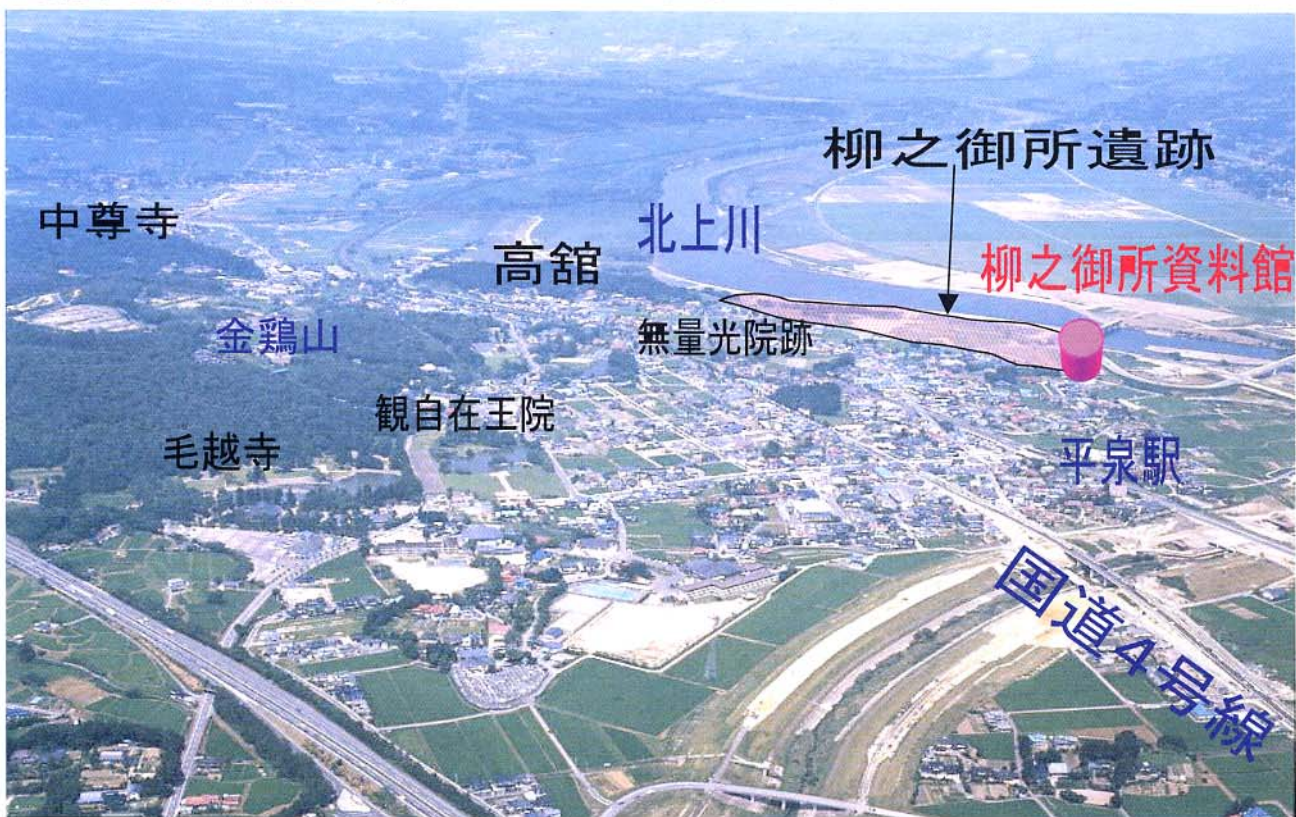 柳之御所遺跡
中尊寺
北上川
高舘
柳之御所資料館
金鶏山
無量光院跡
観自在王院
毛越寺
平泉駅
国道4号線